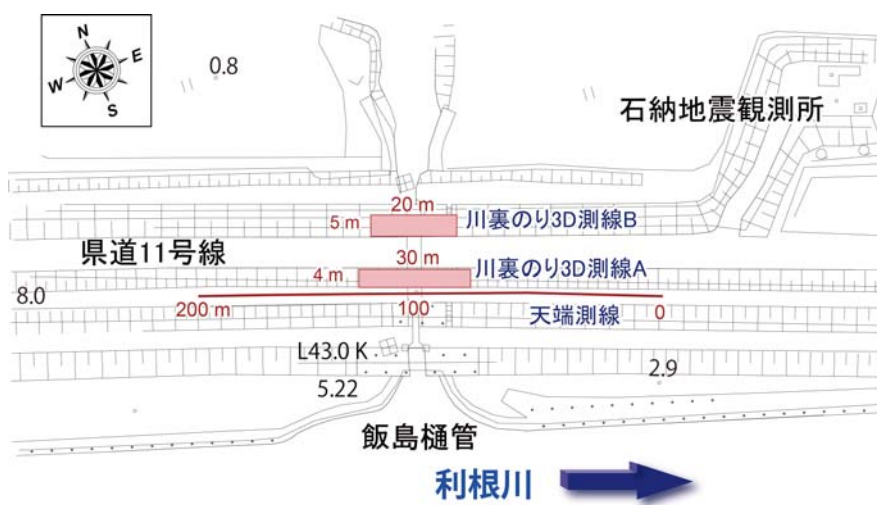 N
E
W
S
0.8
石納地震観測所
20 m
5 m
川裏のり3D測線B
県道11号線
30 m
4 m
川裏のり3D測線A
8.0
200 m
100
0
天端測線
L43.0 K
2.9
5.22
飯島樋管
利根川